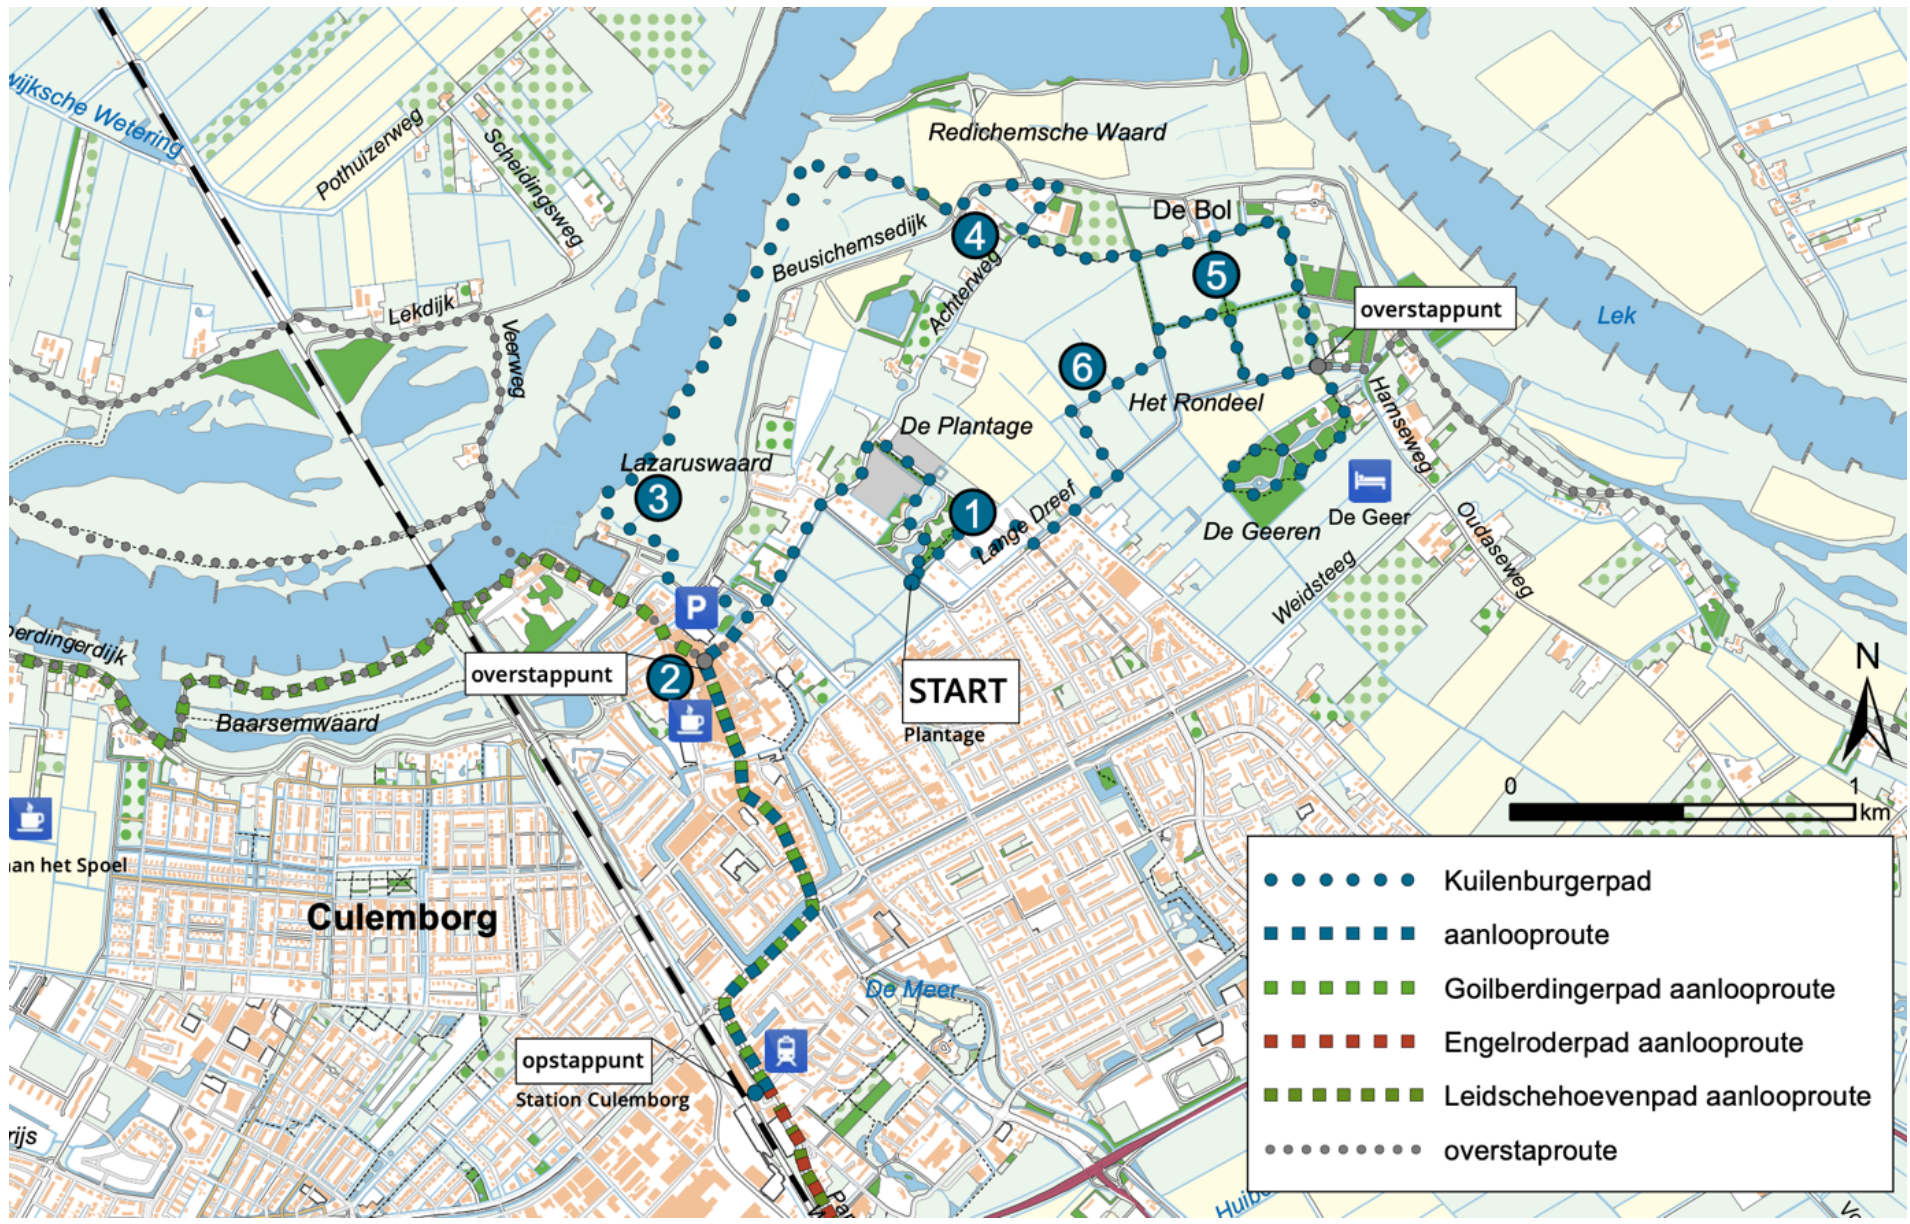 wijksche Wetering
Pothuizerweg
Scheidingsweg
Redichemsche Waard
De Bol
Beusichemsedijk
4
5
Achterweg
Lekdijk
Veerweg
overstappunt
Lek
6
Het Rondeel
Hamseweg
De Plantage
Lazaruswaard
3
1
Lange Dreef
De Geeren
De Geer
Oudaseweg
Weidsteeg
P
berdingerdijk
overstappunt
2
START
Plantage
Baarsemwaard
N
0 1
km
aan het Spoel
Culemborg
De Meer
opstappunt
Station Culemborg
rijs
Kuilenburgerpad
aanlooproute
Goilberdingerpad aanlooproute
Engelroderpad aanlooproute
Leidschehoevenpad aanlooproute
overstaproute